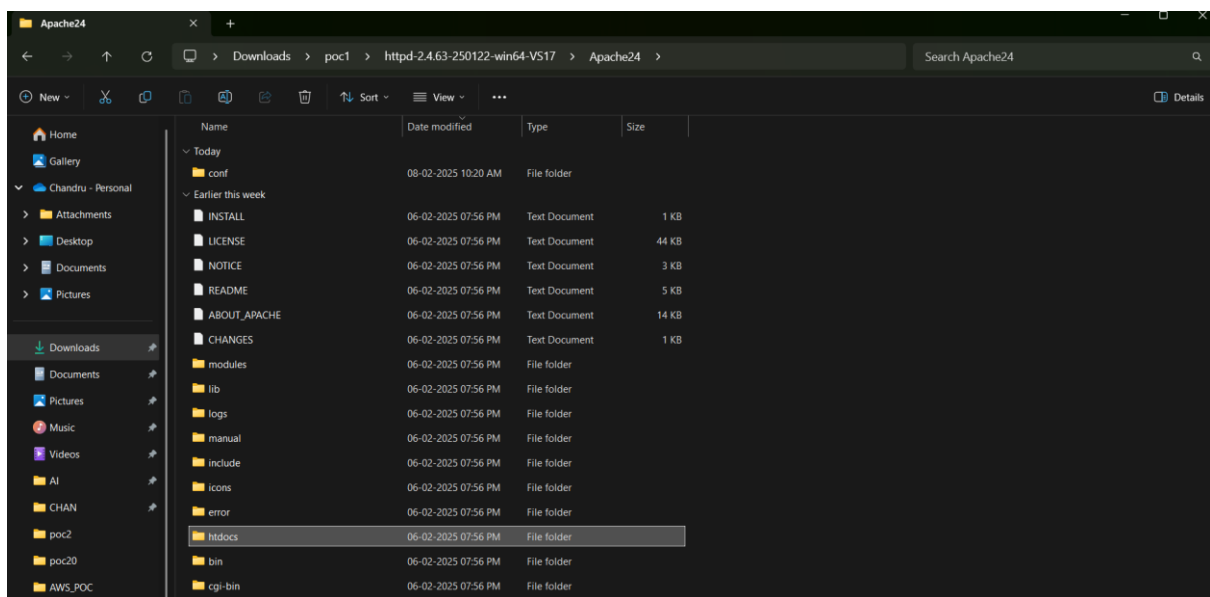 Apache24
Downloads > poc1 > httpd-2.4.63-250122-win64-VS17 > Apache24 >
Search Apache24
New
Sort
View
Details
Home
Gallery
Chandru - Personal
Attachments
Desktop
Documents
Pictures
Downloads
Documents
Pictures
Music
Videos
AI
CHAN
poc2
poc20
AWS_POC
Name Date modified Type Size
Today
conf 08-02-2025 10:20 AM File folder
Earlier this week
INSTALL 06-02-2025 07:56 PM Text Document 1 KB
LICENSE 06-02-2025 07:56 PM Text Document 44 KB
NOTICE 06-02-2025 07:56 PM Text Document 3 KB
README 06-02-2025 07:56 PM Text Document 5 KB
ABOUT_APACHE 06-02-2025 07:56 PM Text Document 14 KB
CHANGES 06-02-2025 07:56 PM Text Document 1 KB
modules 06-02-2025 07:56 PM File folder
lib 06-02-2025 07:56 PM File folder
logs 06-02-2025 07:56 PM File folder
manual 06-02-2025 07:56 PM File folder
include 06-02-2025 07:56 PM File folder
icons 06-02-2025 07:56 PM File folder
error 06-02-2025 07:56 PM File folder
htdocs 06-02-2025 07:56 PM File folder
bin 06-02-2025 07:56 PM File folder
cgi-bin 06-02-2025 07:56 PM File folder